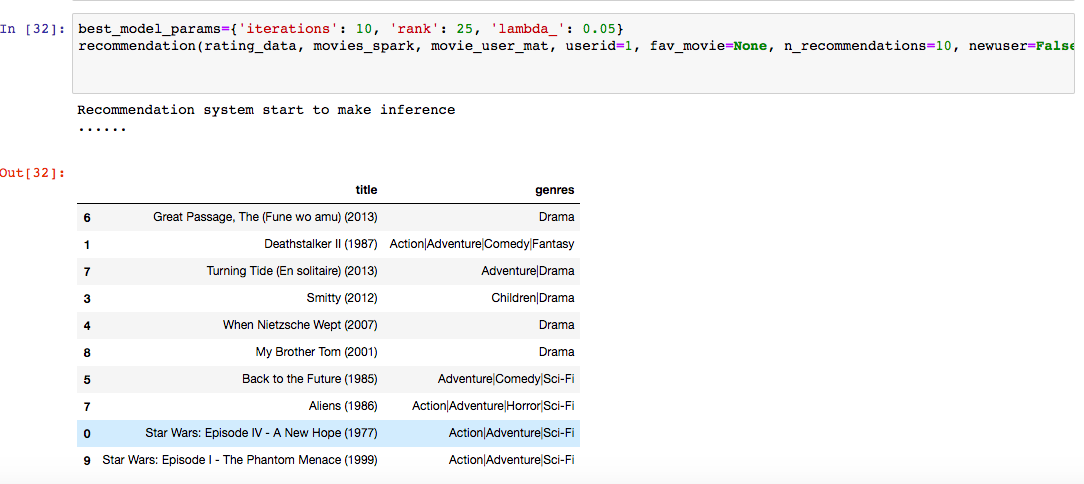 In [32]: best_model_params={'iterations': 10, 'rank': 25, 'lambda_': 0.05}
recommendation(rating_data, movies_spark, movie_user_mat, userid=1, fav_movie=None, n_recommendations=10, newuser=False
Recommendation system start to make inference
......
Out[32]:
title genres
6 Great Passage, The (Fune wo amu) (2013) Drama
1 Deathstalker II (1987) Action|Adventure|Comedy|Fantasy
7 Turning Tide (En solitaire) (2013) Adventure|Drama
3 Smitty (2012) Children|Drama
4 When Nietzsche Wept (2007) Drama
8 My Brother Tom (2001) Drama
5 Back to the Future (1985) Adventure|Comedy|Sci-Fi
7 Aliens (1986) Action|Adventure|Horror|Sci-Fi
0 Star Wars: Episode IV - A New Hope (1977) Action|Adventure|Sci-Fi
9 Star Wars: Episode I - The Phantom Menace (1999) Action|Adventure|Sci-Fi